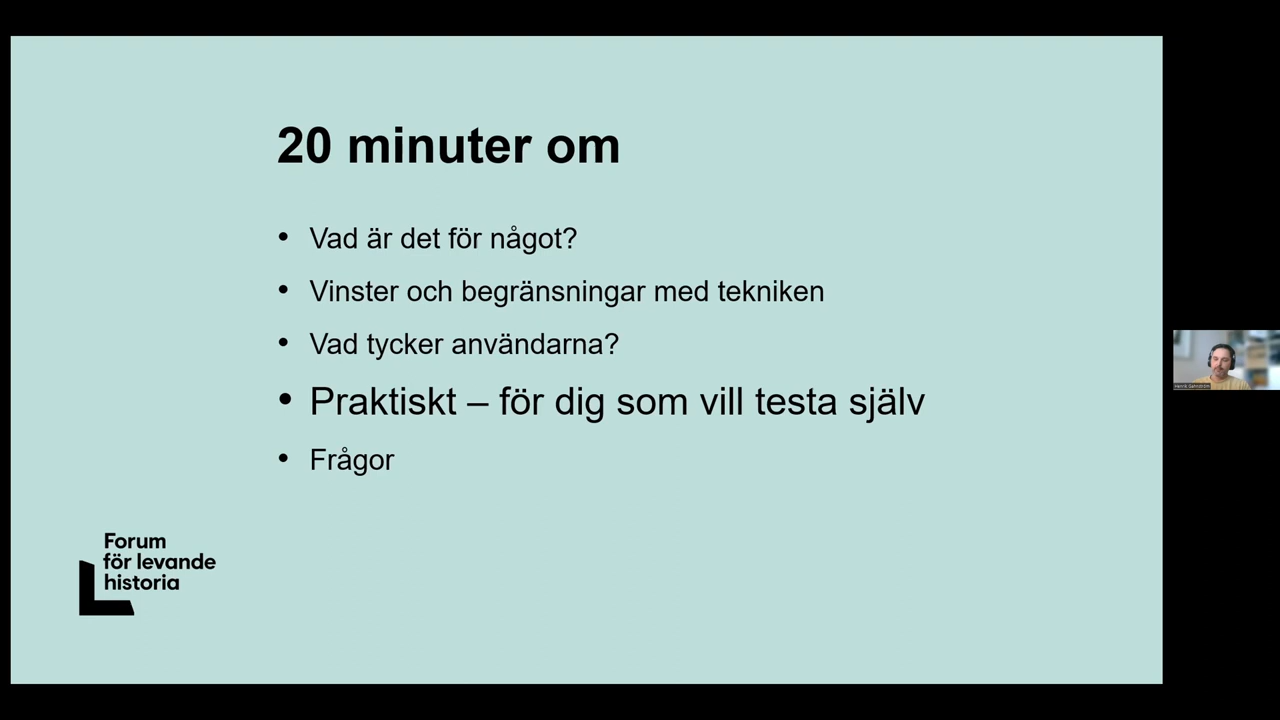 20 minuter om
• Vad är det för något?
• Vinster och begränsningar med tekniken
• Vad tycker användarna?
• Praktiskt – för dig som vill testa själv
• Frågor
Forum
för levande
historia